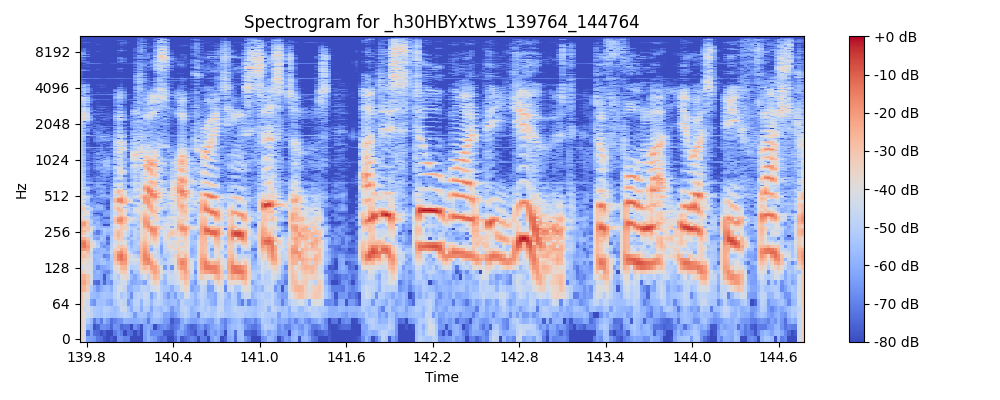 Spectrogram for _h30HBYxtws_139764_144764
8192
4096
2048
1024
512
256
128
64
0
Hz
139.8 140.4 141.0 141.6 142.2 142.8 143.4 144.0 144.6
Time
+0 dB
-10 dB
-20 dB
-30 dB
-40 dB
-50 dB
-60 dB
-70 dB
-80 dB